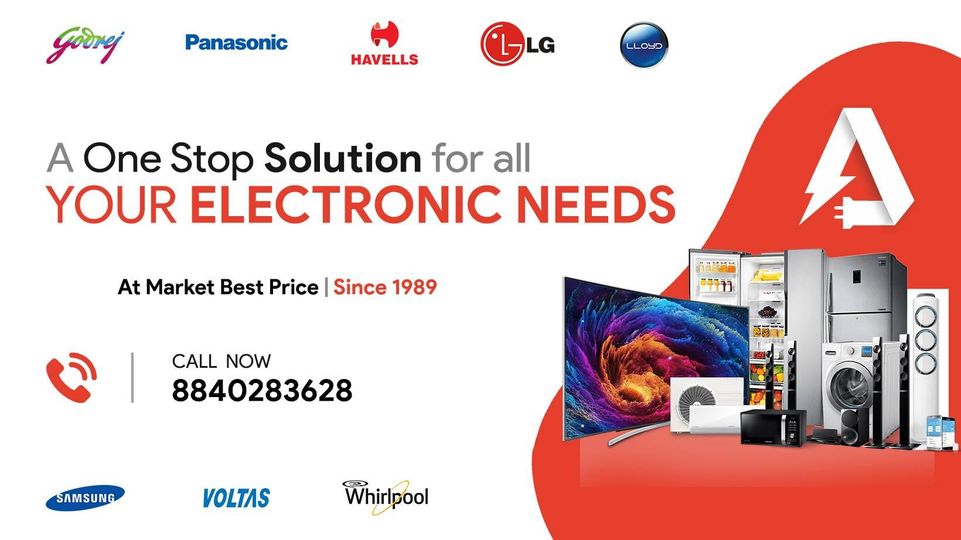 Godrej
Panasonic
HAVELLS
LG
LLOYD
A One Stop Solution for all
YOUR ELECTRONIC NEEDS
At Market Best Price | Since 1989
CALL NOW
8840283628
SAMSUNG
VOLTAS
Whirlpool